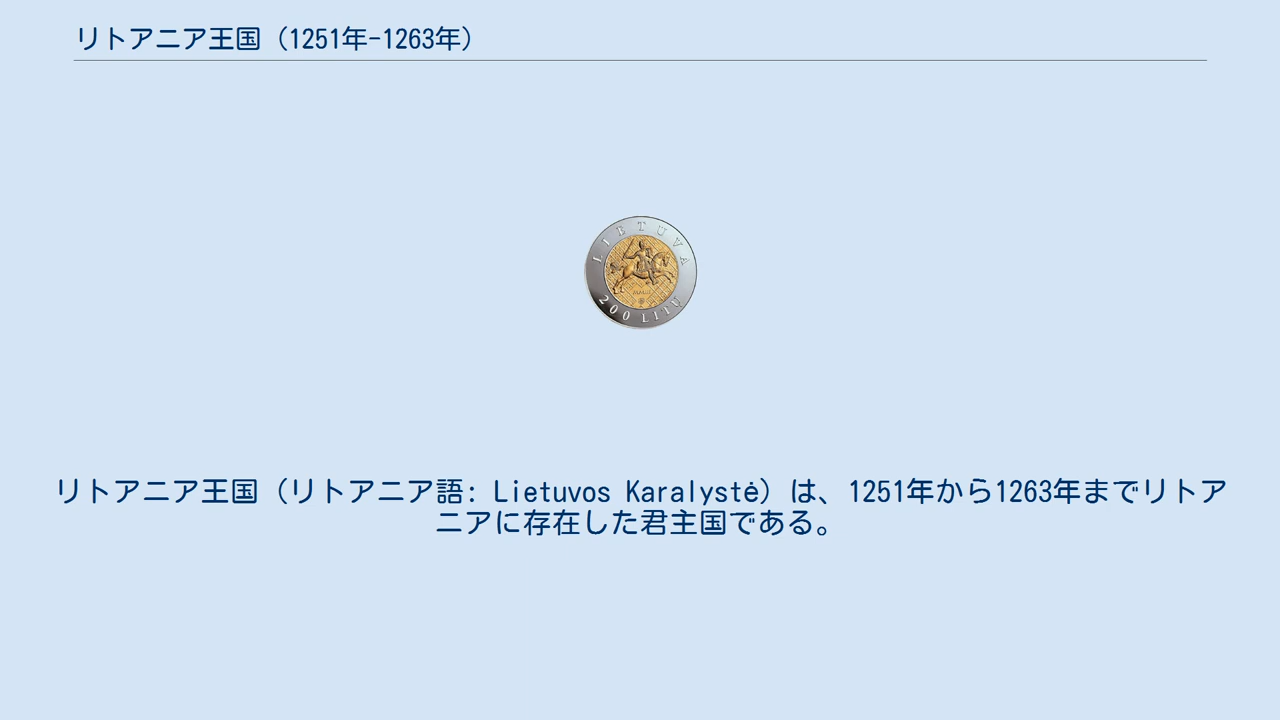 リトアニア王国（1251年-1263年）
LIETUVA
200 LITŲ
リトアニア王国（リトアニア語: Lietuvos Karalystė）は、1251年から1263年までリトア
ニアに存在した君主国である。